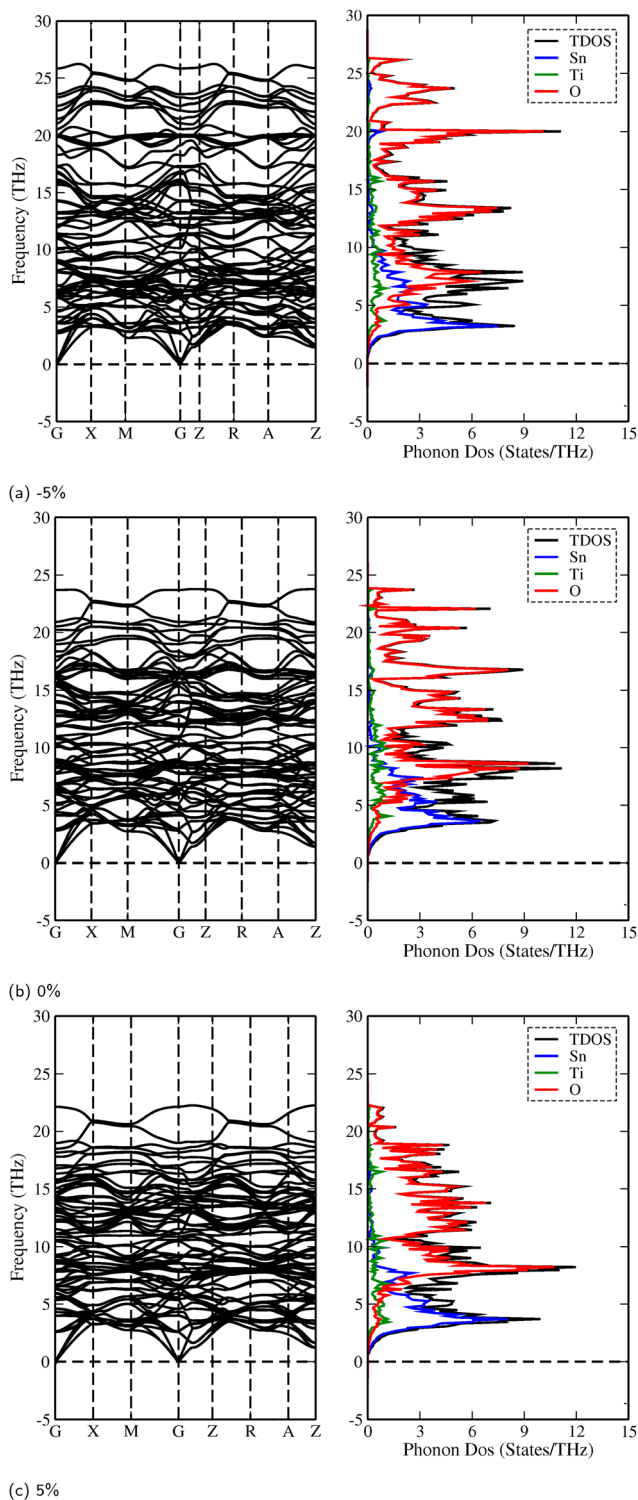 30
25
20
15
10
5
0
-5
Frequency (THz)
G X M G Z R A Z
TDOS
Sn
Ti
O
30
25
20
15
10
5
0
-5
0 3 6 9 12 15
Phonon Dos (States/THz)
(a) -5%
30
25
20
15
10
5
0
-5
Frequency (THz)
G X M G Z R A Z
TDOS
Sn
Ti
O
30
25
20
15
10
5
0
-5
0 3 6 9 12 15
Phonon Dos (States/THz)
(b) 0%
30
25
20
15
10
5
0
-5
Frequency (THz)
G X M G Z R A Z
TDOS
Sn
Ti
O
30
25
20
15
10
5
0
-5
0 3 6 9 12 15
Phonon Dos (States/THz)
(c) 5%